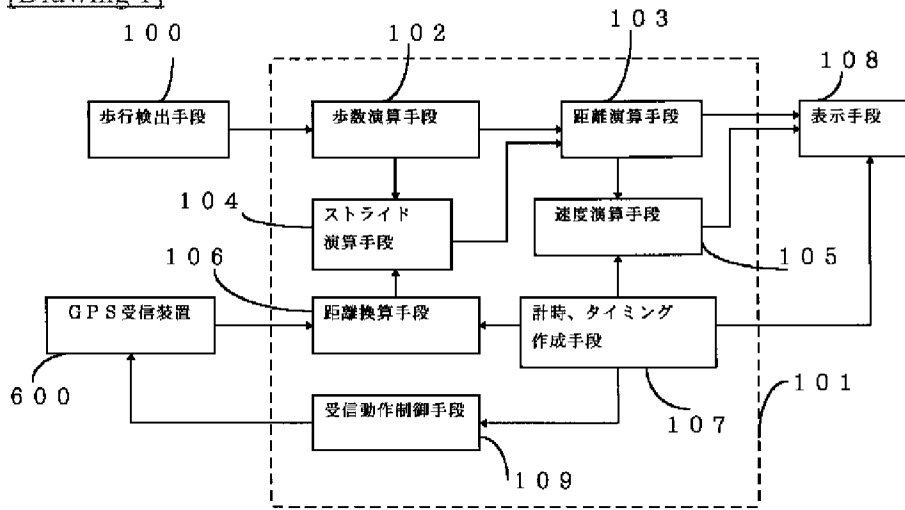 [Drawing 1]
100
102
103
108
歩行検出手段
歩数演算手段
距離演算手段
表示手段
104
ストライド
演算手段
速度演算手段
105
106
GPS受信装置
距離換算手段
計時、タイミング
作成手段
600
受信動作制御手段
107
101
109